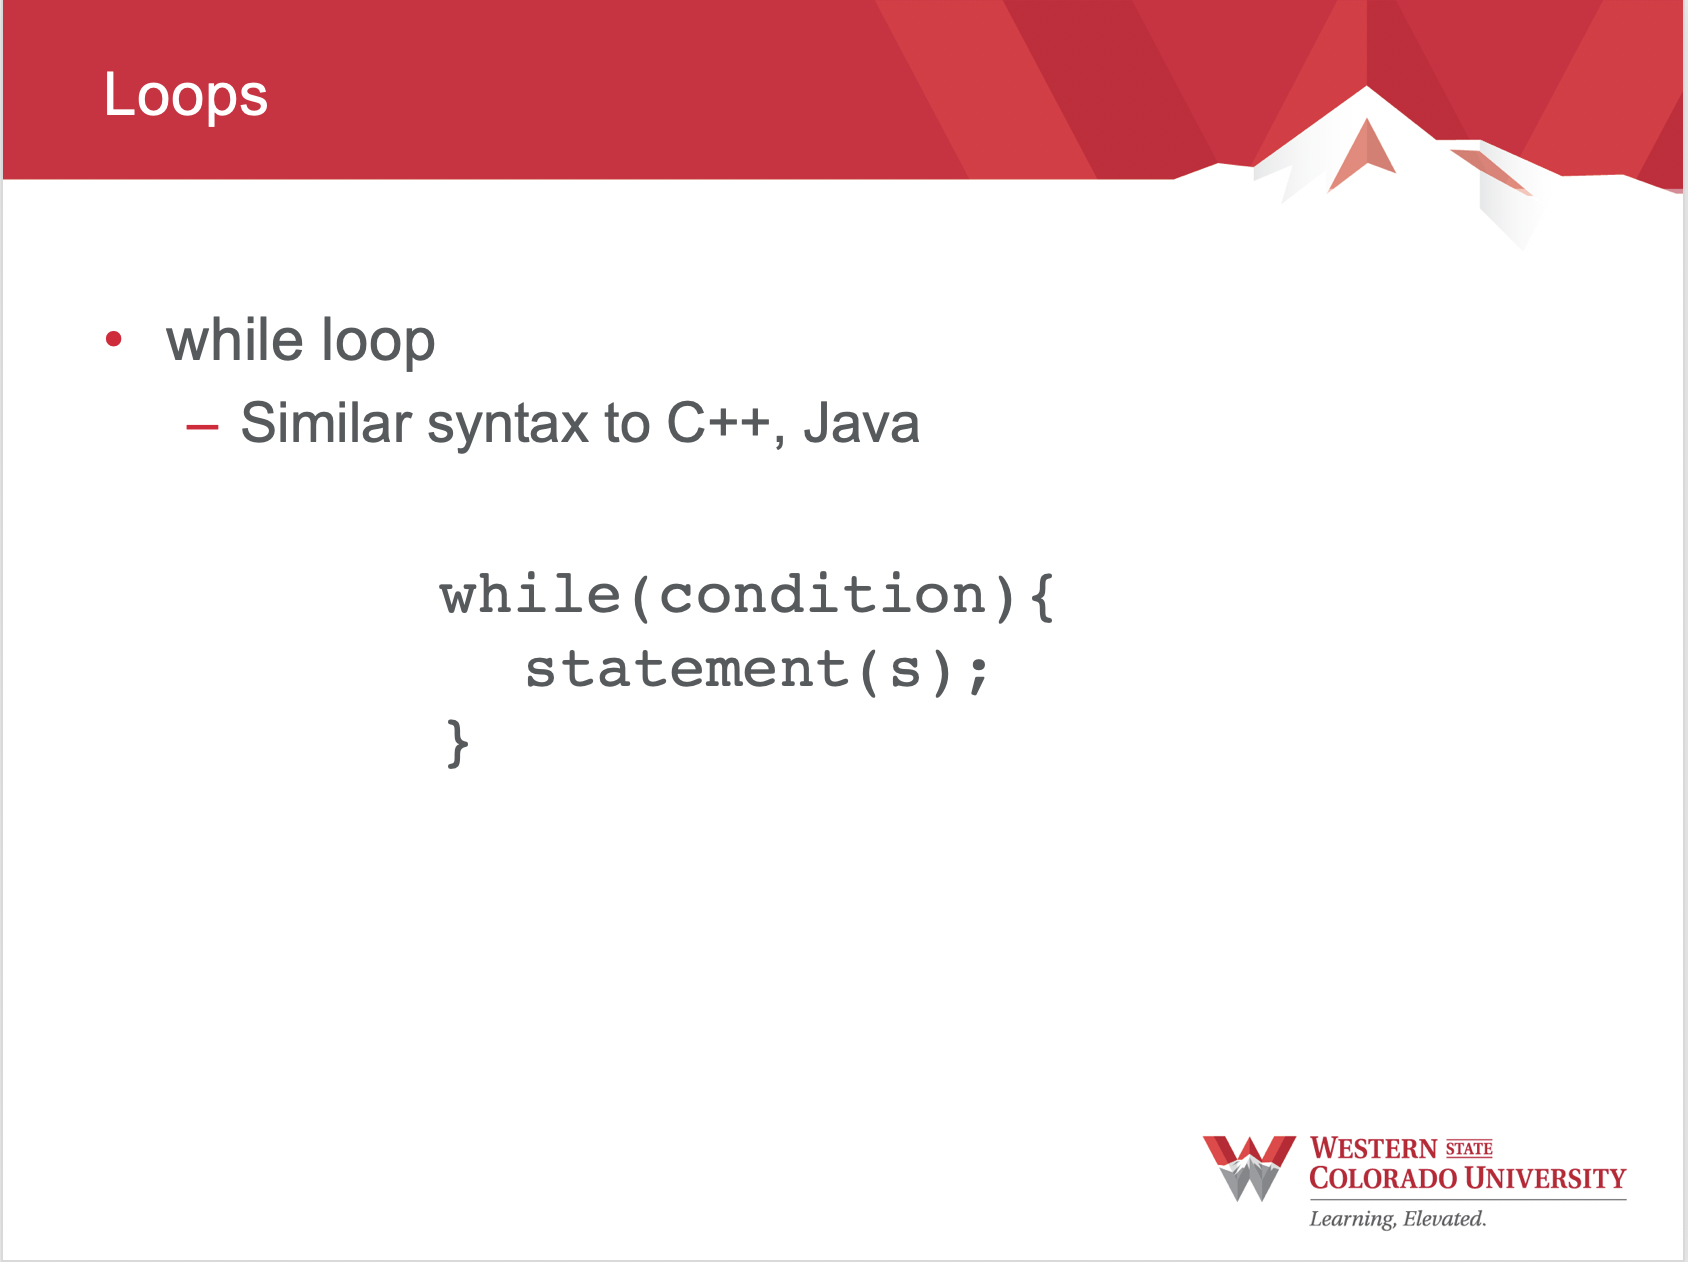 Loops
• while loop
– Similar syntax to C++, Java
while(condition){
statement(s);
}
WESTERN STATE
COLORADO UNIVERSITY
Learning, Elevated.